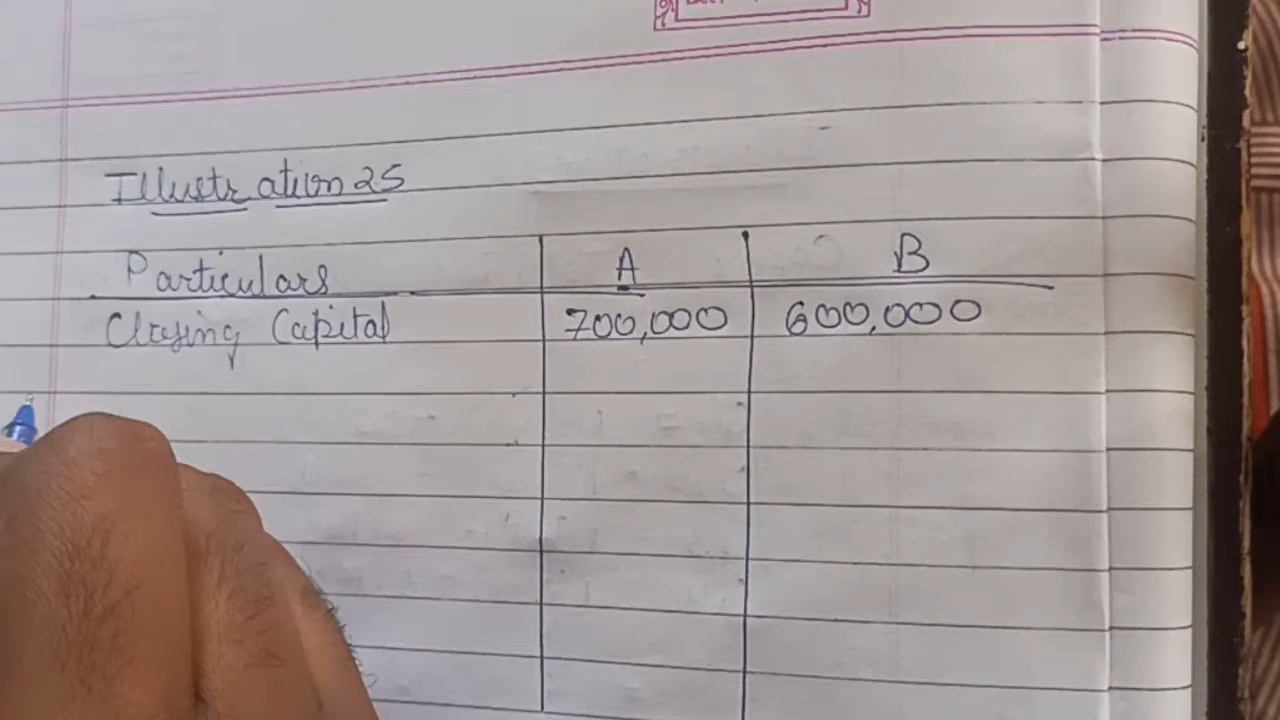 Illustration 25
Particulars A B
Closing Capital 700,000 600,000